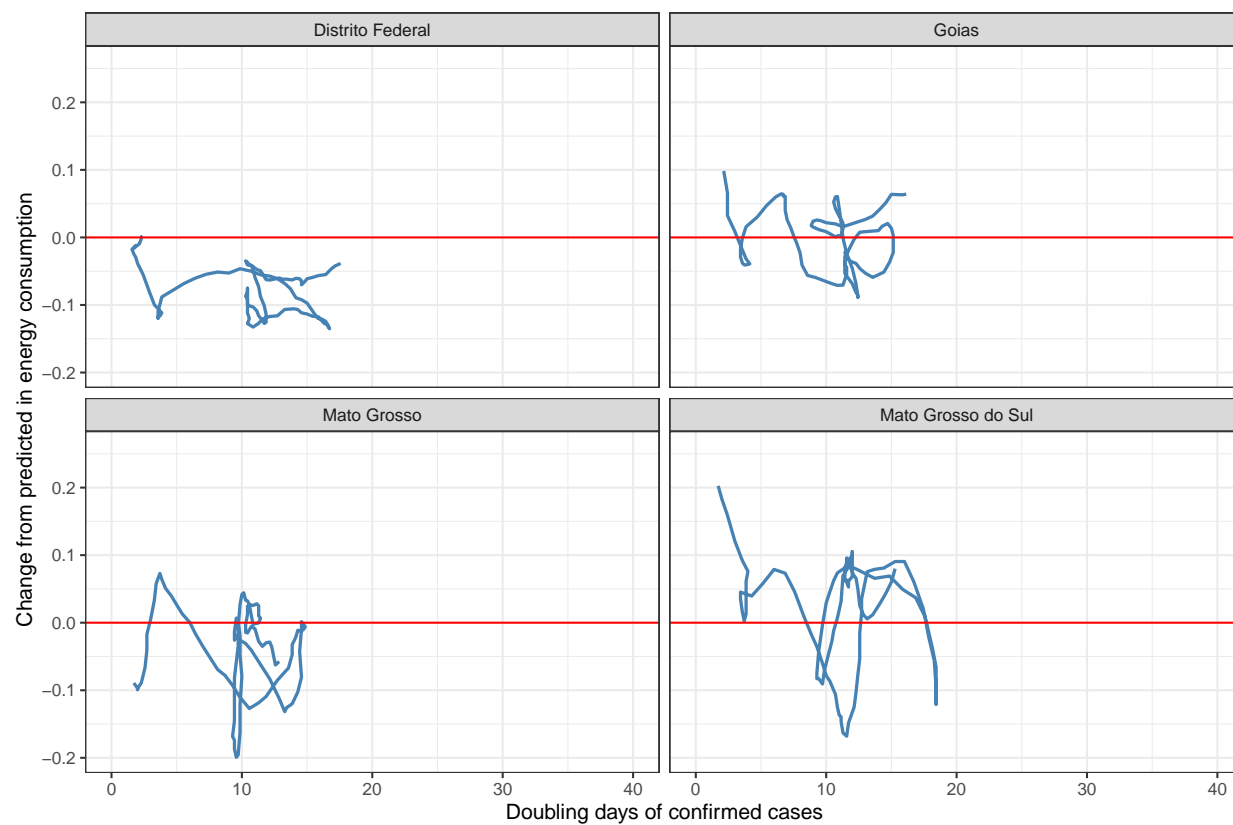 Distrito Federal
Goias
0.2
0.1
0.0
−0.1
−0.2
Mato Grosso
Mato Grosso do Sul
0.2
0.1
0.0
−0.1
−0.2
0 10 20 30 40 0 10 20 30 40
Doubling days of confirmed cases
Change from predicted in energy consumption